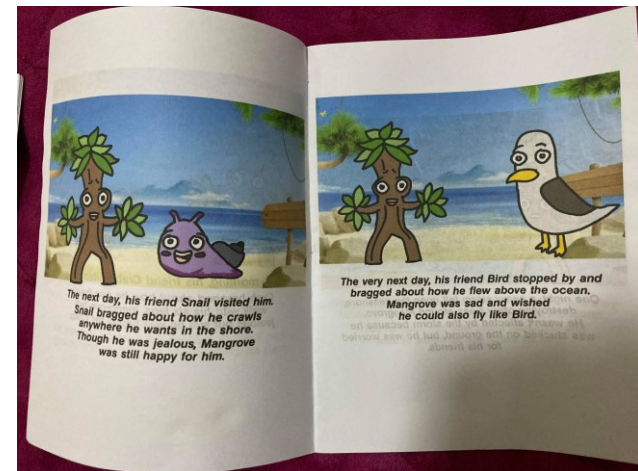 The next day, his friend Snail visited him.
Snail bragged about how he crawls
anywhere he wants in the shore.
Though he was jealous, Mangrove
was still happy for him.
The very next day, his friend Bird stopped by and
bragged about how he flew above the ocean.
Mangrove was sad and wished
he could also fly like Bird.